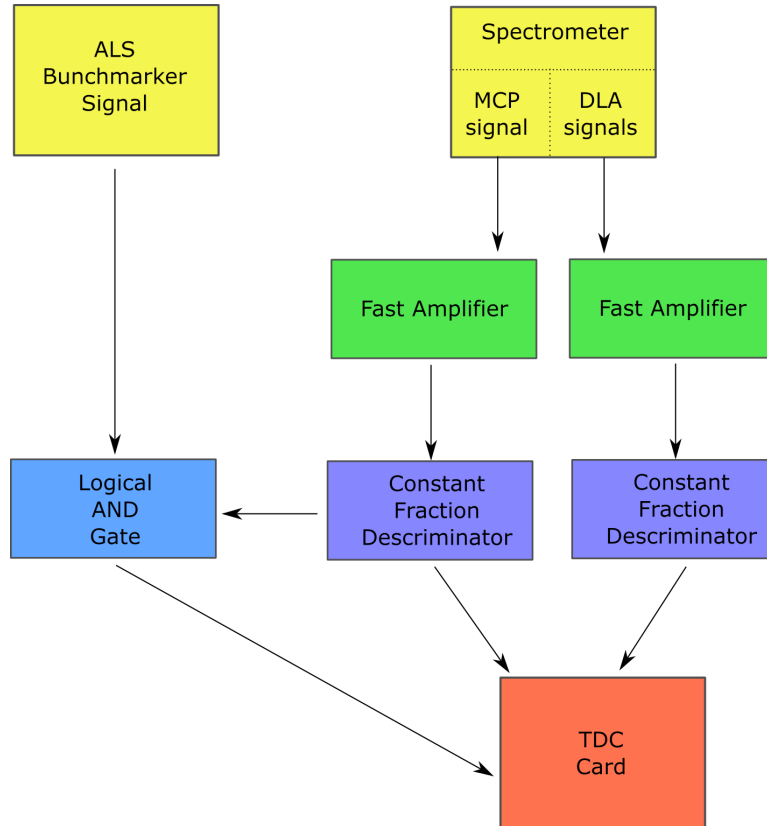 ALS
Bunchmarker
Signal
Spectrometer
MCP
signal
DLA
signals
Fast Amplifier
Fast Amplifier
Logical
AND
Gate
Constant
Fraction
Descriminator
Constant
Fraction
Descriminator
TDC
Card